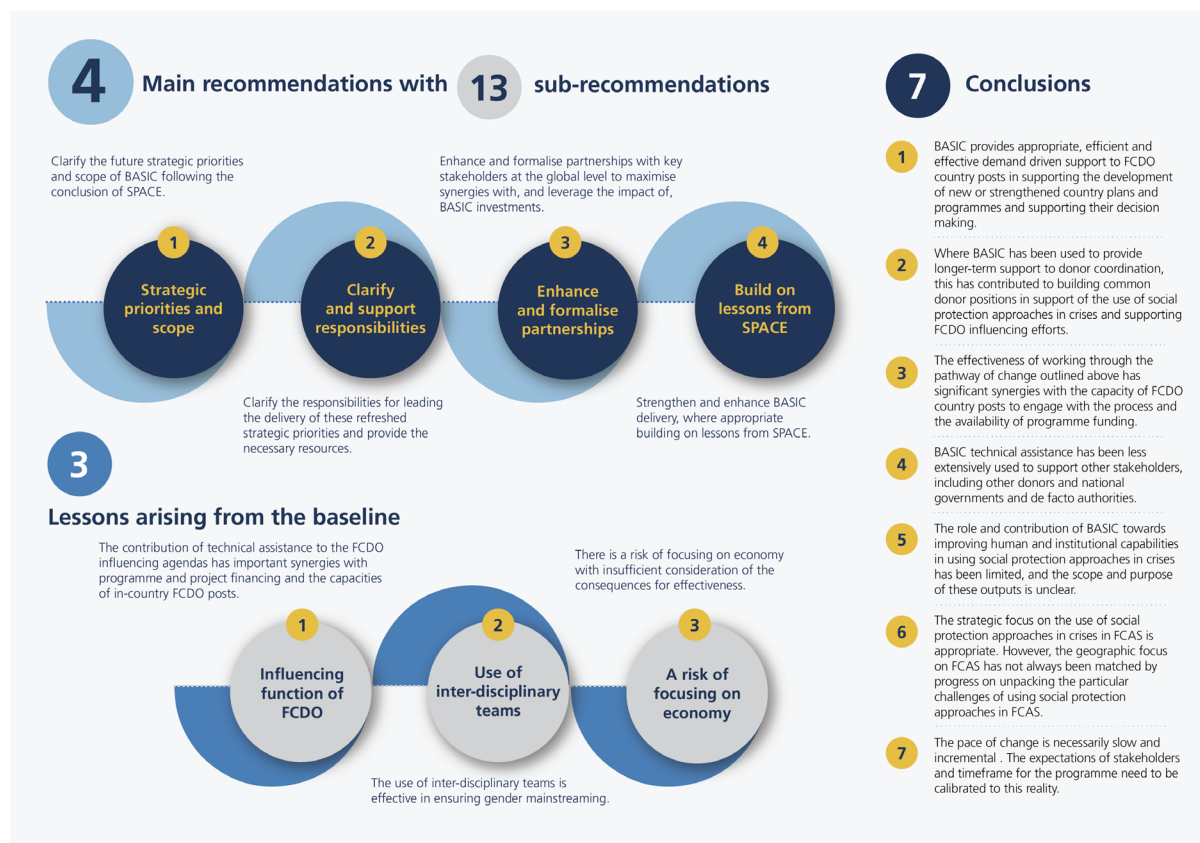 4 Main recommendations with 13 sub-recommendations
Clarify the future strategic priorities
and scope of BASIC following the
conclusion of SPACE.
1
Strategic
priorities and
scope
2
Clarify
and support
responsibilities
Clarify the responsibilities for leading
the delivery of these refreshed
strategic priorities and provide the
necessary resources.
Enhance and formalise partnerships with key
stakeholders at the global level to maximise
synergies with, and leverage the impact of,
BASIC investments.
3
Enhance
and formalise
partnerships
4
Build on
lessons from
SPACE
Strengthen and enhance BASIC
delivery, where appropriate
building on lessons from SPACE.
3
Lessons arising from the baseline
The contribution of technical assistance to the FCDO
influencing agendas has important synergies with
programme and project financing and the capacities
of in-country FCDO posts.
1
Influencing
function of
FCDO
2
Use of
inter-disciplinary
teams
The use of inter-disciplinary teams is
effective in ensuring gender mainstreaming.
There is a risk of focusing on economy
with insufficient consideration of the
consequences for effectiveness.
3
A risk of
focusing on
economy
7 Conclusions
1
BASIC provides appropriate, efficient and
effective demand driven support to FCDO
country posts in supporting the development
of new or strengthened country plans and
programmes and supporting their decision
making.
2
Where BASIC has been used to provide
longer-term support to donor coordination,
this has contributed to building common
donor positions in support of the use of social
protection approaches in crises and supporting
FCDO influencing efforts.
3
The effectiveness of working through the
pathway of change outlined above has
significant synergies with the capacity of FCDO
country posts to engage with the process and
the availability of programme funding.
4
BASIC technical assistance has been less
extensively used to support other stakeholders,
including other donors and national
governments and de facto authorities.
5
The role and contribution of BASIC towards
improving human and institutional capabilities
in using social protection approaches in crises
has been limited, and the scope and purpose
of these outputs is unclear.
6
The strategic focus on the use of social
protection approaches in crises in FCAS is
appropriate. However, the geographic focus
on FCAS has not always been matched by
progress on unpacking the particular
challenges of using social protection
approaches in FCAS.
7
The pace of change is necessarily slow and
incremental . The expectations of stakeholders
and timeframe for the programme need to be
calibrated to this reality.